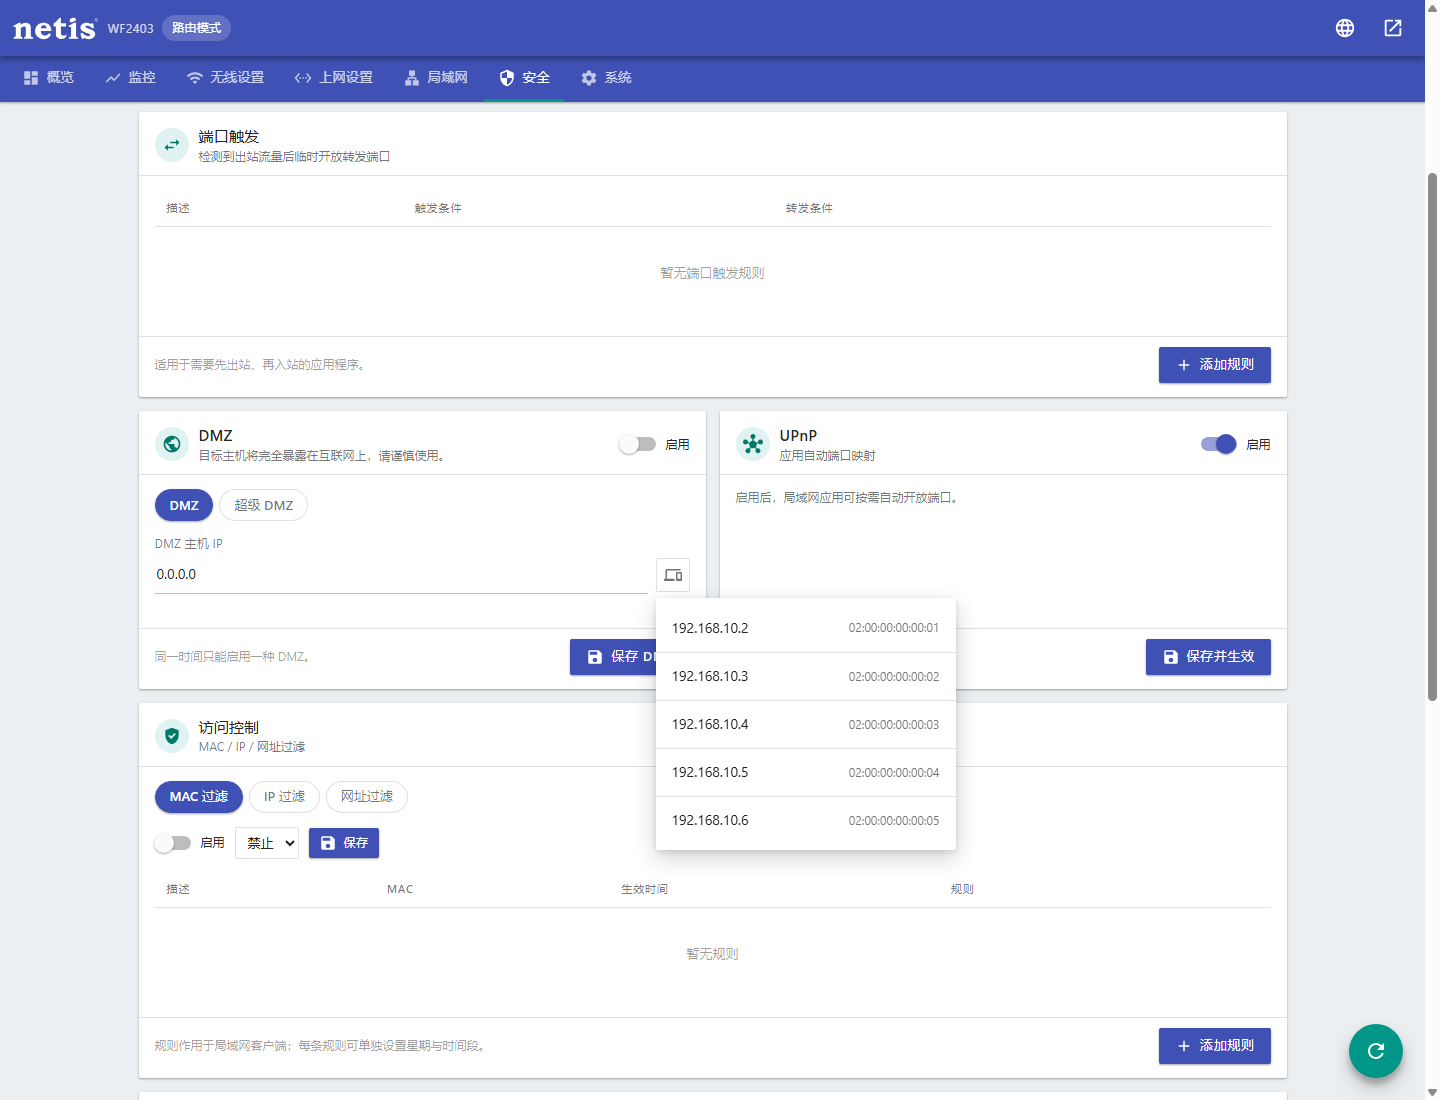 netis WF2403 路由模式
概览 监控 无线设置 上网设置 局域网 安全 系统
端口触发
检测到出站流量后临时开放转发端口
描述 触发条件 转发条件
暂无端口触发规则
适用于需要先出站、再入站的应用程序。
添加规则
DMZ
目标主机将完全暴露在互联网上，请谨慎使用。
启用
DMZ 超级 DMZ
DMZ 主机 IP
0.0.0.0
同一时间只能启用一种 DMZ。
保存
UPnP
应用自动端口映射
启用
启用后，局域网应用可按需自动开放端口。
保存并生效
192.168.10.2 02:00:00:00:00:01
192.168.10.3 02:00:00:00:00:02
192.168.10.4 02:00:00:00:00:03
192.168.10.5 02:00:00:00:00:04
192.168.10.6 02:00:00:00:00:05
访问控制
MAC / IP / 网址过滤
MAC 过滤 IP 过滤 网址过滤
启用 禁止 保存
描述 MAC 生效时间 规则
暂无规则
规则作用于局域网客户端；每条规则可单独设置星期与时间段。
添加规则